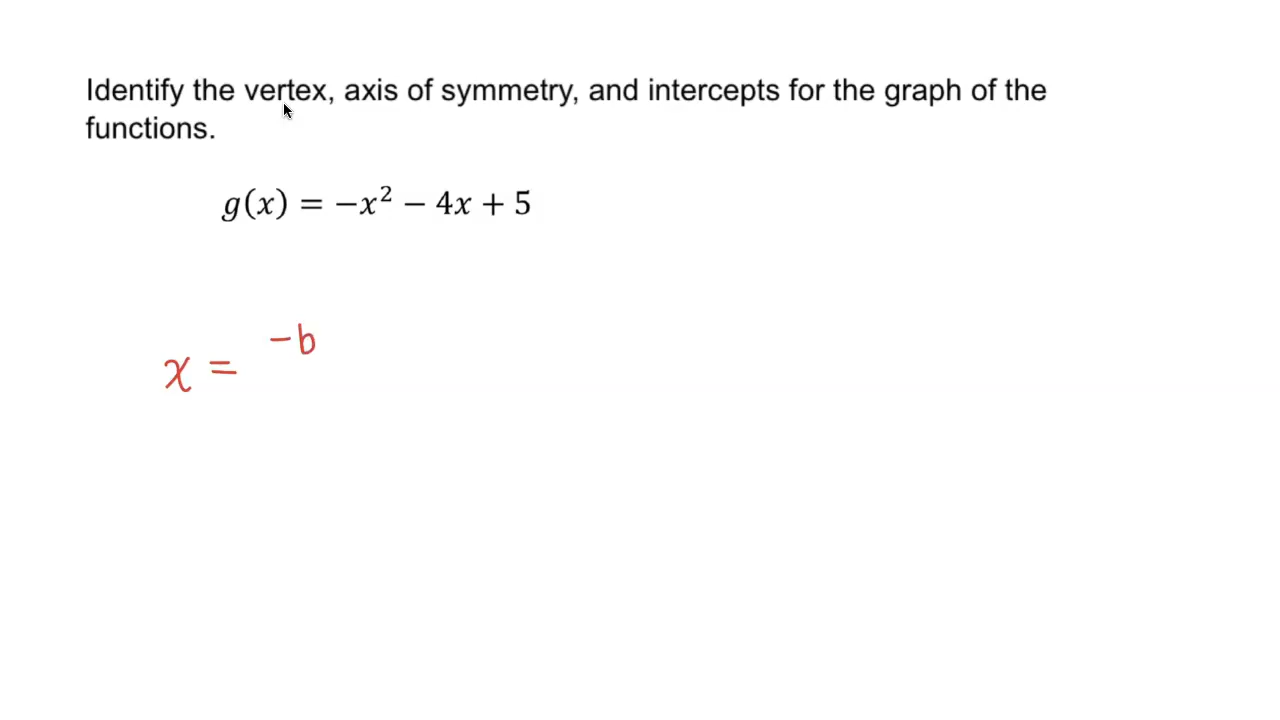 Identify the vertex, axis of symmetry, and intercepts for the graph of the
functions.
g(x) = −x² − 4x + 5
x = -b